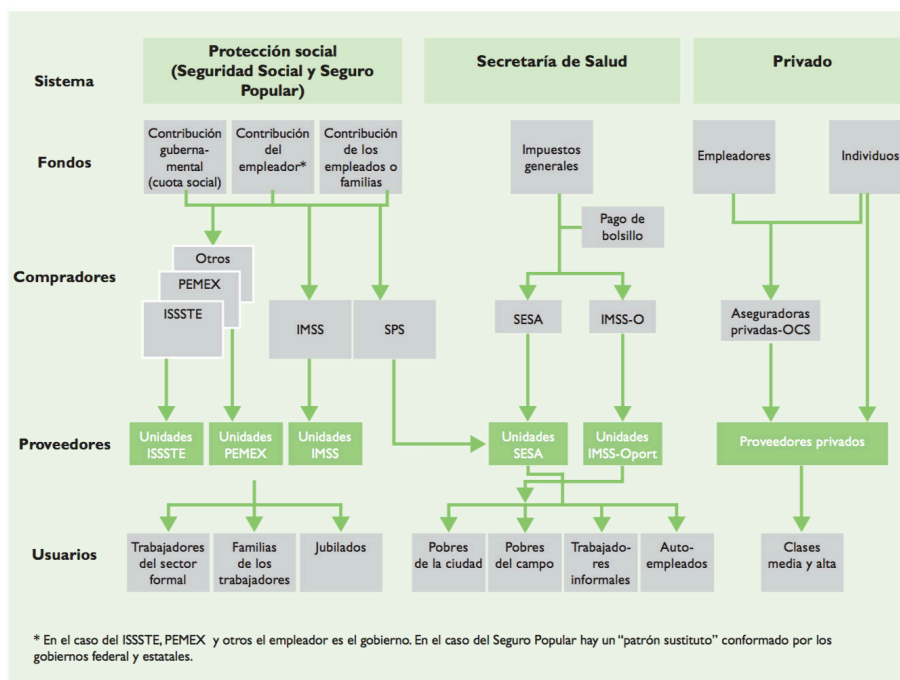 Sistema
Protección social
(Seguridad Social y Seguro
Popular)
Secretaría de Salud
Privado
Fondos
Contribución
guberna-
mental
(cuota social)
Contribución
del
empleador*
Contribución
de los
empleados o
familias
Impuestos
generales
Empleadores
Individuos
Pago de
bolsillo
Compradores
Otros
PEMEX
ISSSTE
IMSS
SPS
SESA
IMSS-O
Aseguradoras
privadas-OCS
Proveedores
Unidades
ISSSTE
Unidades
PEMEX
Unidades
IMSS
Unidades
SESA
Unidades
IMSS-Oport
Proveedores privados
Usuarios
Trabajadores
del sector
formal
Familias
de los
trabajadores
Jubilados
Pobres
de la ciudad
Pobres
del campo
Trabajado-
res
informales
Auto-
empleados
Clases
media y alta
* En el caso del ISSSTE, PEMEX y otros el empleador es el gobierno. En el caso del Seguro Popular hay un “patrón sustituto” conformado por los
gobiernos federal y estatales.